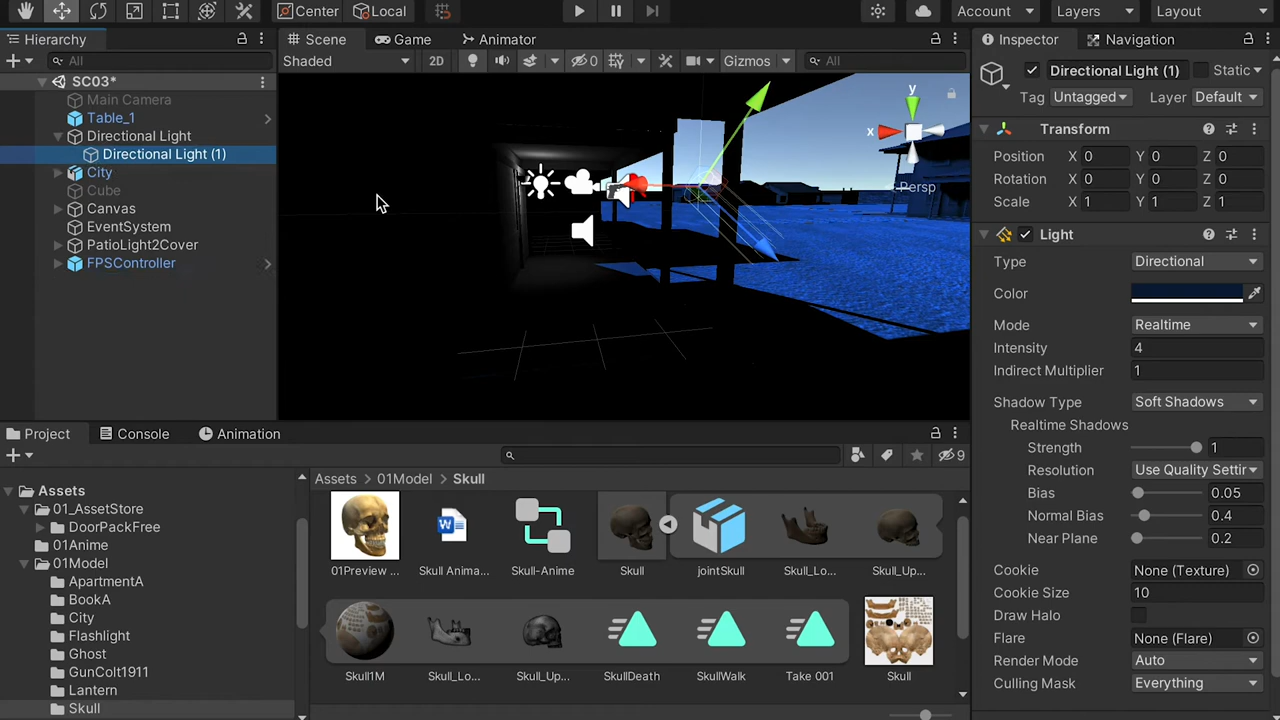 Center Local Account Layers Layout
Hierarchy Scene Game Animator Inspector Navigation
All Shaded 2D 0 Gizmos All Directional Light (1) Static
SC03*
Main Camera y Tag Untagged Layer Default
Table_1 x Transform
Directional Light Position X 0 Y 0 Z 0
Directional Light (1) Rotation X 0 Y 0 Z 0
City Persp Scale X 1 Y 1 Z 1
Cube
Canvas
EventSystem Light
PatioLight2Cover Type Directional
FPSController Color
Mode Realtime
Intensity 4
Indirect Multiplier 1
Shadow Type Soft Shadows
Realtime Shadows
Project Console Animation Strength 1
9 Resolution Use Quality Settir
Assets Assets 01Model Skull Bias 0.05
01_AssetStore Normal Bias 0.4
DoorPackFree Near Plane 0.2
01Anime
01Model 01Preview ... Skull Anima... Skull-Anime Skull jointSkull Skull_Lo... Skull_Up... Cookie None (Texture)
ApartmentA Cookie Size 10
BookA Draw Halo
City Flare None (Flare)
Flashlight Render Mode Auto
Ghost
GunColt1911 Skull1M Skull_Lo... Skull_Up... SkullDeath SkullWalk Take 001 Skull Culling Mask Everything
Lantern
Skull